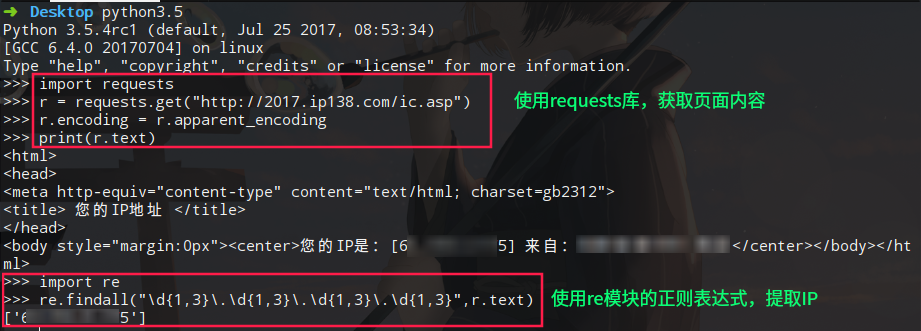 ➜ Desktop python3.5
Python 3.5.4rc1 (default, Jul 25 2017, 08:53:34)
[GCC 6.4.0 20170704] on linux
Type "help", "copyright", "credits" or "license" for more information.
>>> import requests
>>> r = requests.get("http://2017.ip138.com/ic.asp")
使用requests库，获取页面内容
>>> r.encoding = r.apparent_encoding
>>> print(r.text)
<html>
<head>
<meta http-equiv="content-type" content="text/html; charset=gb2312">
<title> 您的IP地址 </title>
</head>
<body style="margin:0px"><center>您的IP是：[6 5] 来自： </center></body></ht
ml>
>>> import re
>>> re.findall("\d{1,3}\.\d{1,3}\.\d{1,3}\.\d{1,3}",r.text)
使用re模块的正则表达式，提取IP
['6 5']